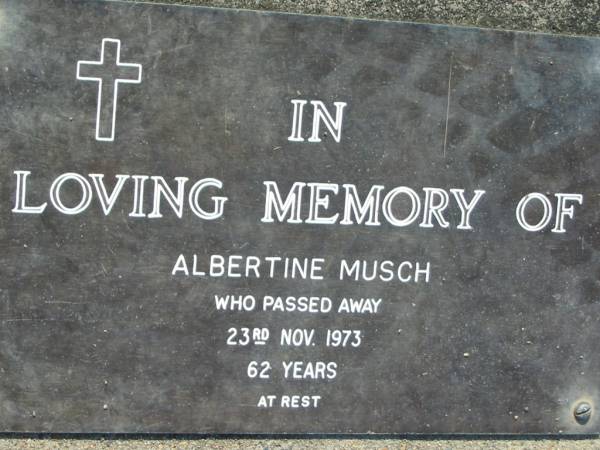 IN
LOVING MEMORY OF
ALBERTINE MUSCH
WHO PASSED AWAY
23RD NOV. 1973
62 YEARS
AT REST